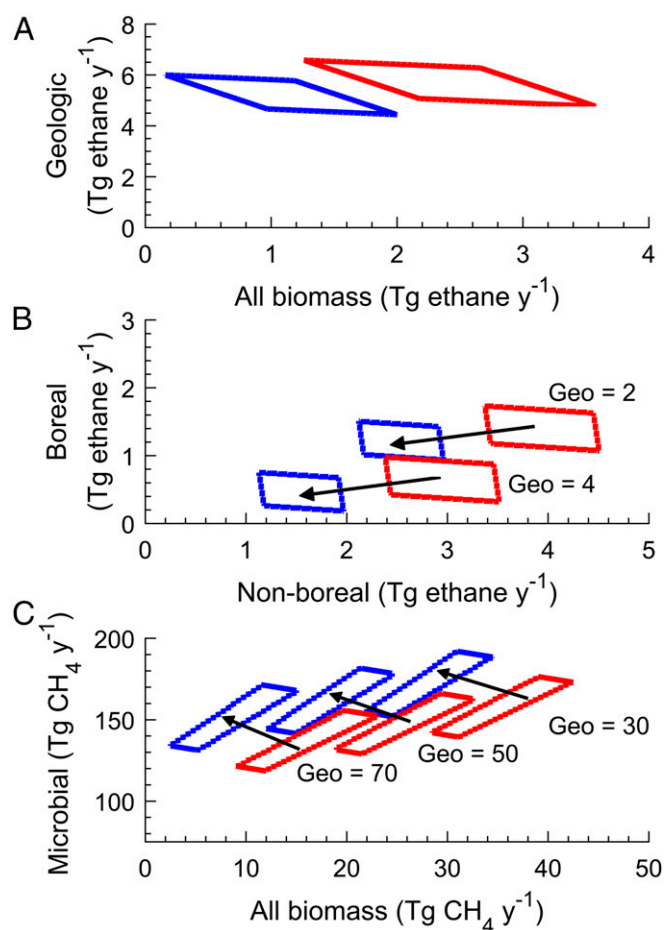 A
8
6
4
2
0
Geologic
(Tg ethane y⁻¹)
0 1 2 3 4
All biomass (Tg ethane y⁻¹)
B
3
2
1
0
Boreal
(Tg ethane y⁻¹)
Geo = 2
Geo = 4
0 1 2 3 4 5
Non-boreal (Tg ethane y⁻¹)
C
200
150
100
Microbial (Tg CH₄ y⁻¹)
Geo = 30
Geo = 50
Geo = 70
0 10 20 30 40 50
All biomass (Tg CH₄ y⁻¹)